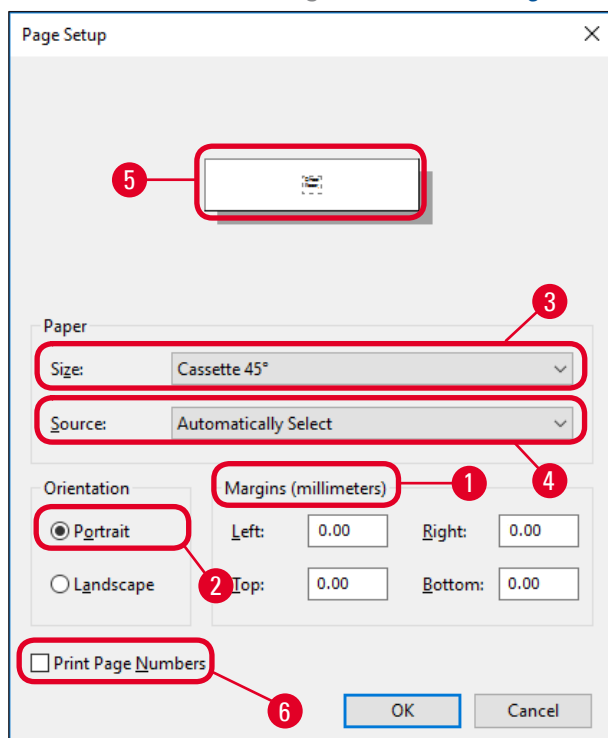 Page Setup
5
3
Paper
Size: Cassette 45°
Source: Automatically Select
4
Orientation
Margins (millimeters)
1
Portrait
Left: 0.00 Right: 0.00
2
Landscape
Top: 0.00 Bottom: 0.00
Print Page Numbers
6
OK Cancel